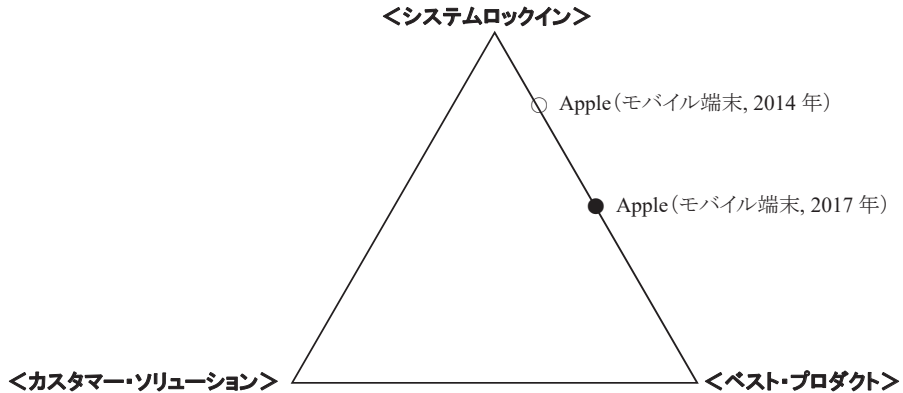 ＜システムロックイン＞
Apple（モバイル端末, 2014 年）
Apple（モバイル端末, 2017 年）
＜カスタマー・ソリューション＞
＜ベスト・プロダクト＞